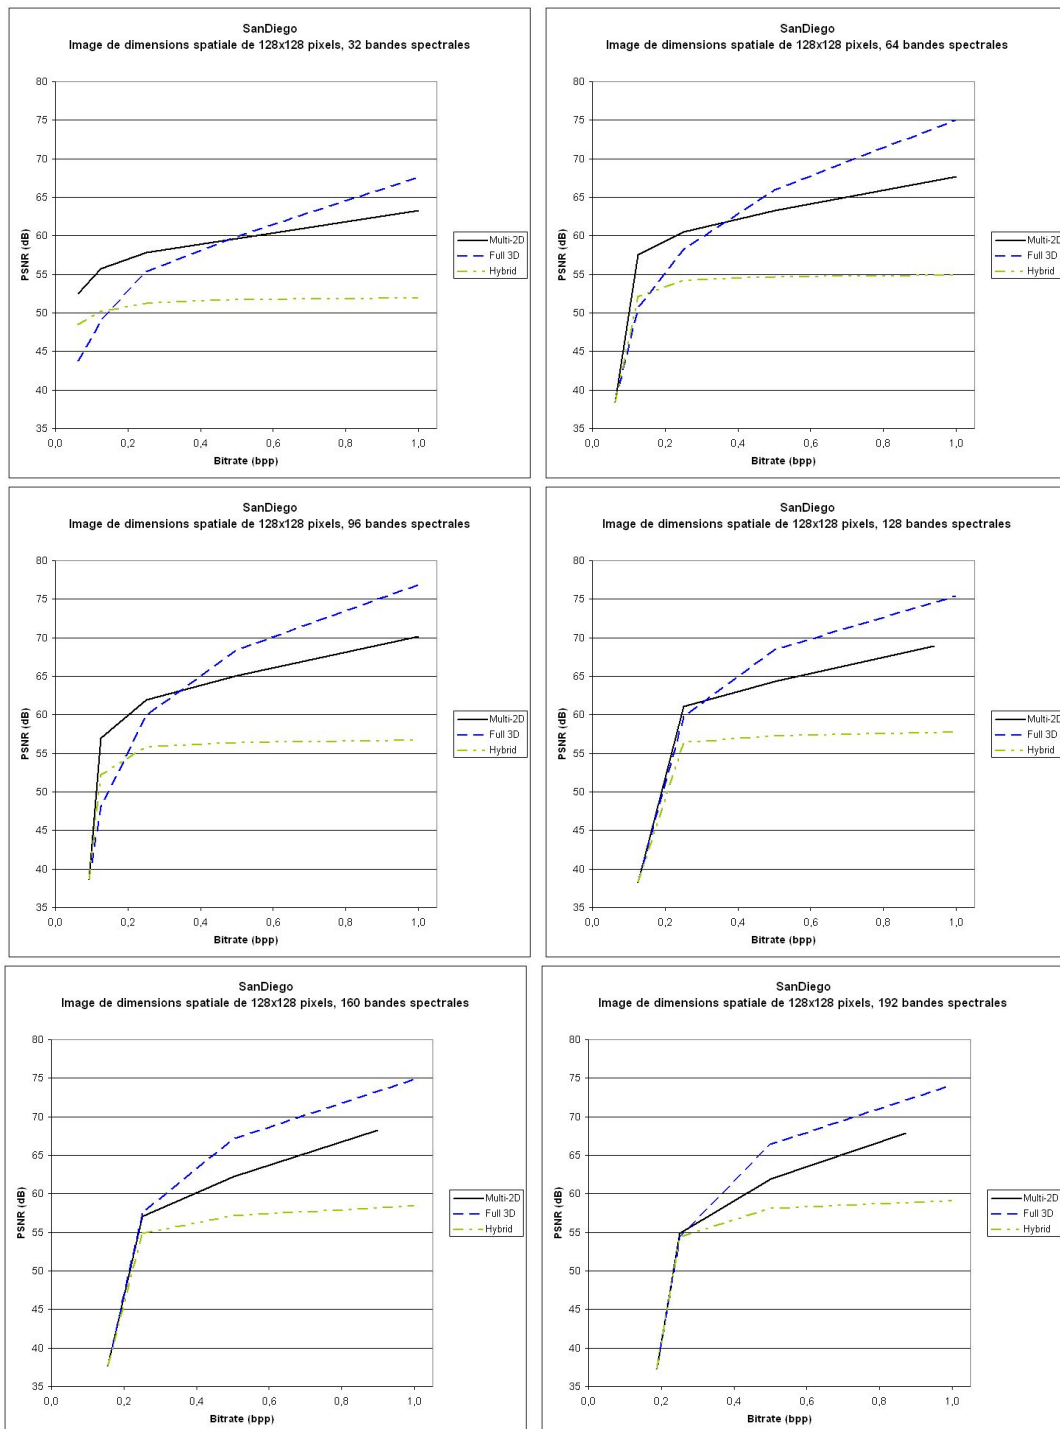 SanDiego
Image de dimensions spatiale de 128x128 pixels, 32 bandes spectrales
80
75
70
65
60
55
50
45
40
35
PSNR (dB)
0,0 0,2 0,4 0,6 0,8 1,0
Bitrate (bpp)
Multi-2D
Full 3D
Hybrid
SanDiego
Image de dimensions spatiale de 128x128 pixels, 64 bandes spectrales
80
75
70
65
60
55
50
45
40
35
PSNR (dB)
0,0 0,2 0,4 0,6 0,8 1,0
Bitrate (bpp)
Multi-2D
Full 3D
Hybrid
SanDiego
Image de dimensions spatiale de 128x128 pixels, 96 bandes spectrales
80
75
70
65
60
55
50
45
40
35
PSNR (dB)
0,0 0,2 0,4 0,6 0,8 1,0
Bitrate (bpp)
Multi-2D
Full 3D
Hybrid
SanDiego
Image de dimensions spatiale de 128x128 pixels, 128 bandes spectrales
80
75
70
65
60
55
50
45
40
35
PSNR (dB)
0,0 0,2 0,4 0,6 0,8 1,0
Bitrate (bpp)
Multi-2D
Full 3D
Hybrid
SanDiego
Image de dimensions spatiale de 128x128 pixels, 160 bandes spectrales
80
75
70
65
60
55
50
45
40
35
PSNR (dB)
0,0 0,2 0,4 0,6 0,8 1,0
Bitrate (bpp)
Multi-2D
Full 3D
Hybrid
SanDiego
Image de dimensions spatiale de 128x128 pixels, 192 bandes spectrales
80
75
70
65
60
55
50
45
40
35
PSNR (dB)
0,0 0,2 0,4 0,6 0,8 1,0
Bitrate (bpp)
Multi-2D
Full 3D
Hybrid